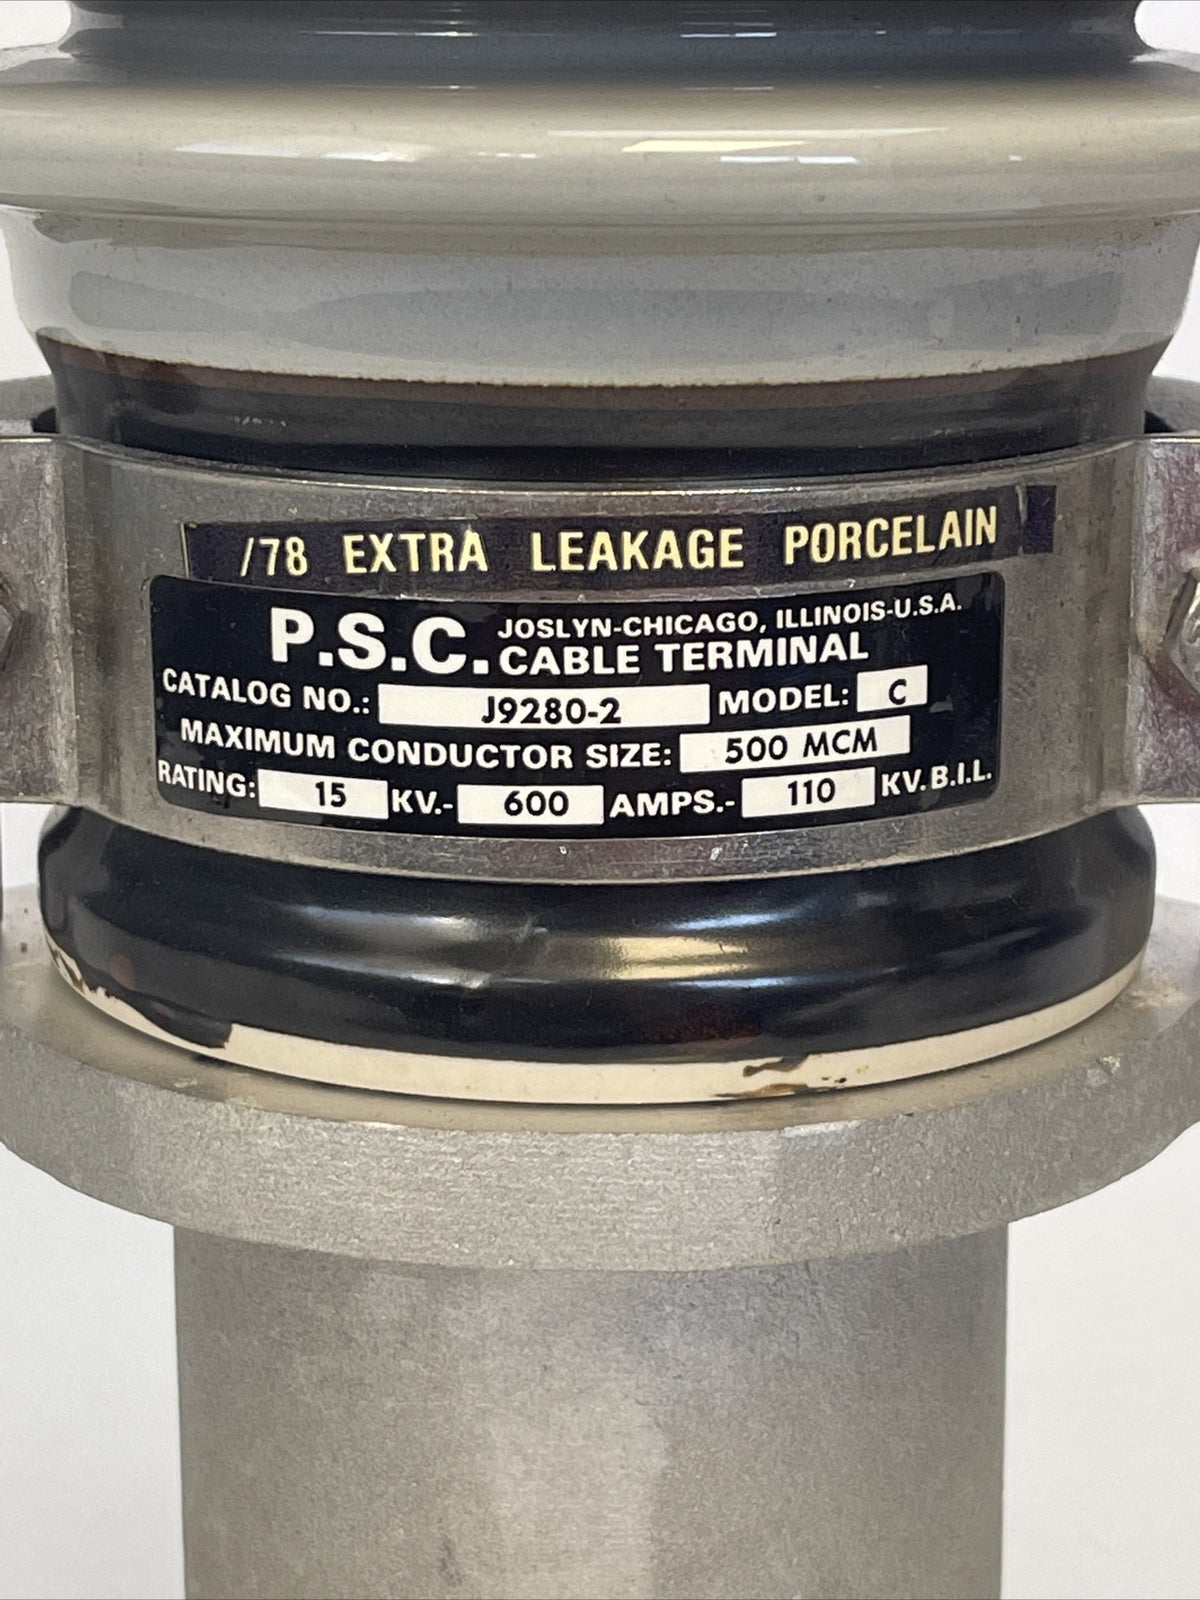 /78 EXTRA LEAKAGE PORCELAIN
P.S.C. JOSLYN-CHICAGO, ILLINOIS-U.S.A.
CABLE TERMINAL
CATALOG NO.: J9280-2 MODEL: C
MAXIMUM CONDUCTOR SIZE: 500 MCM
RATING: 15 KV.- 600 AMPS.- 110 KV. B.I.L.